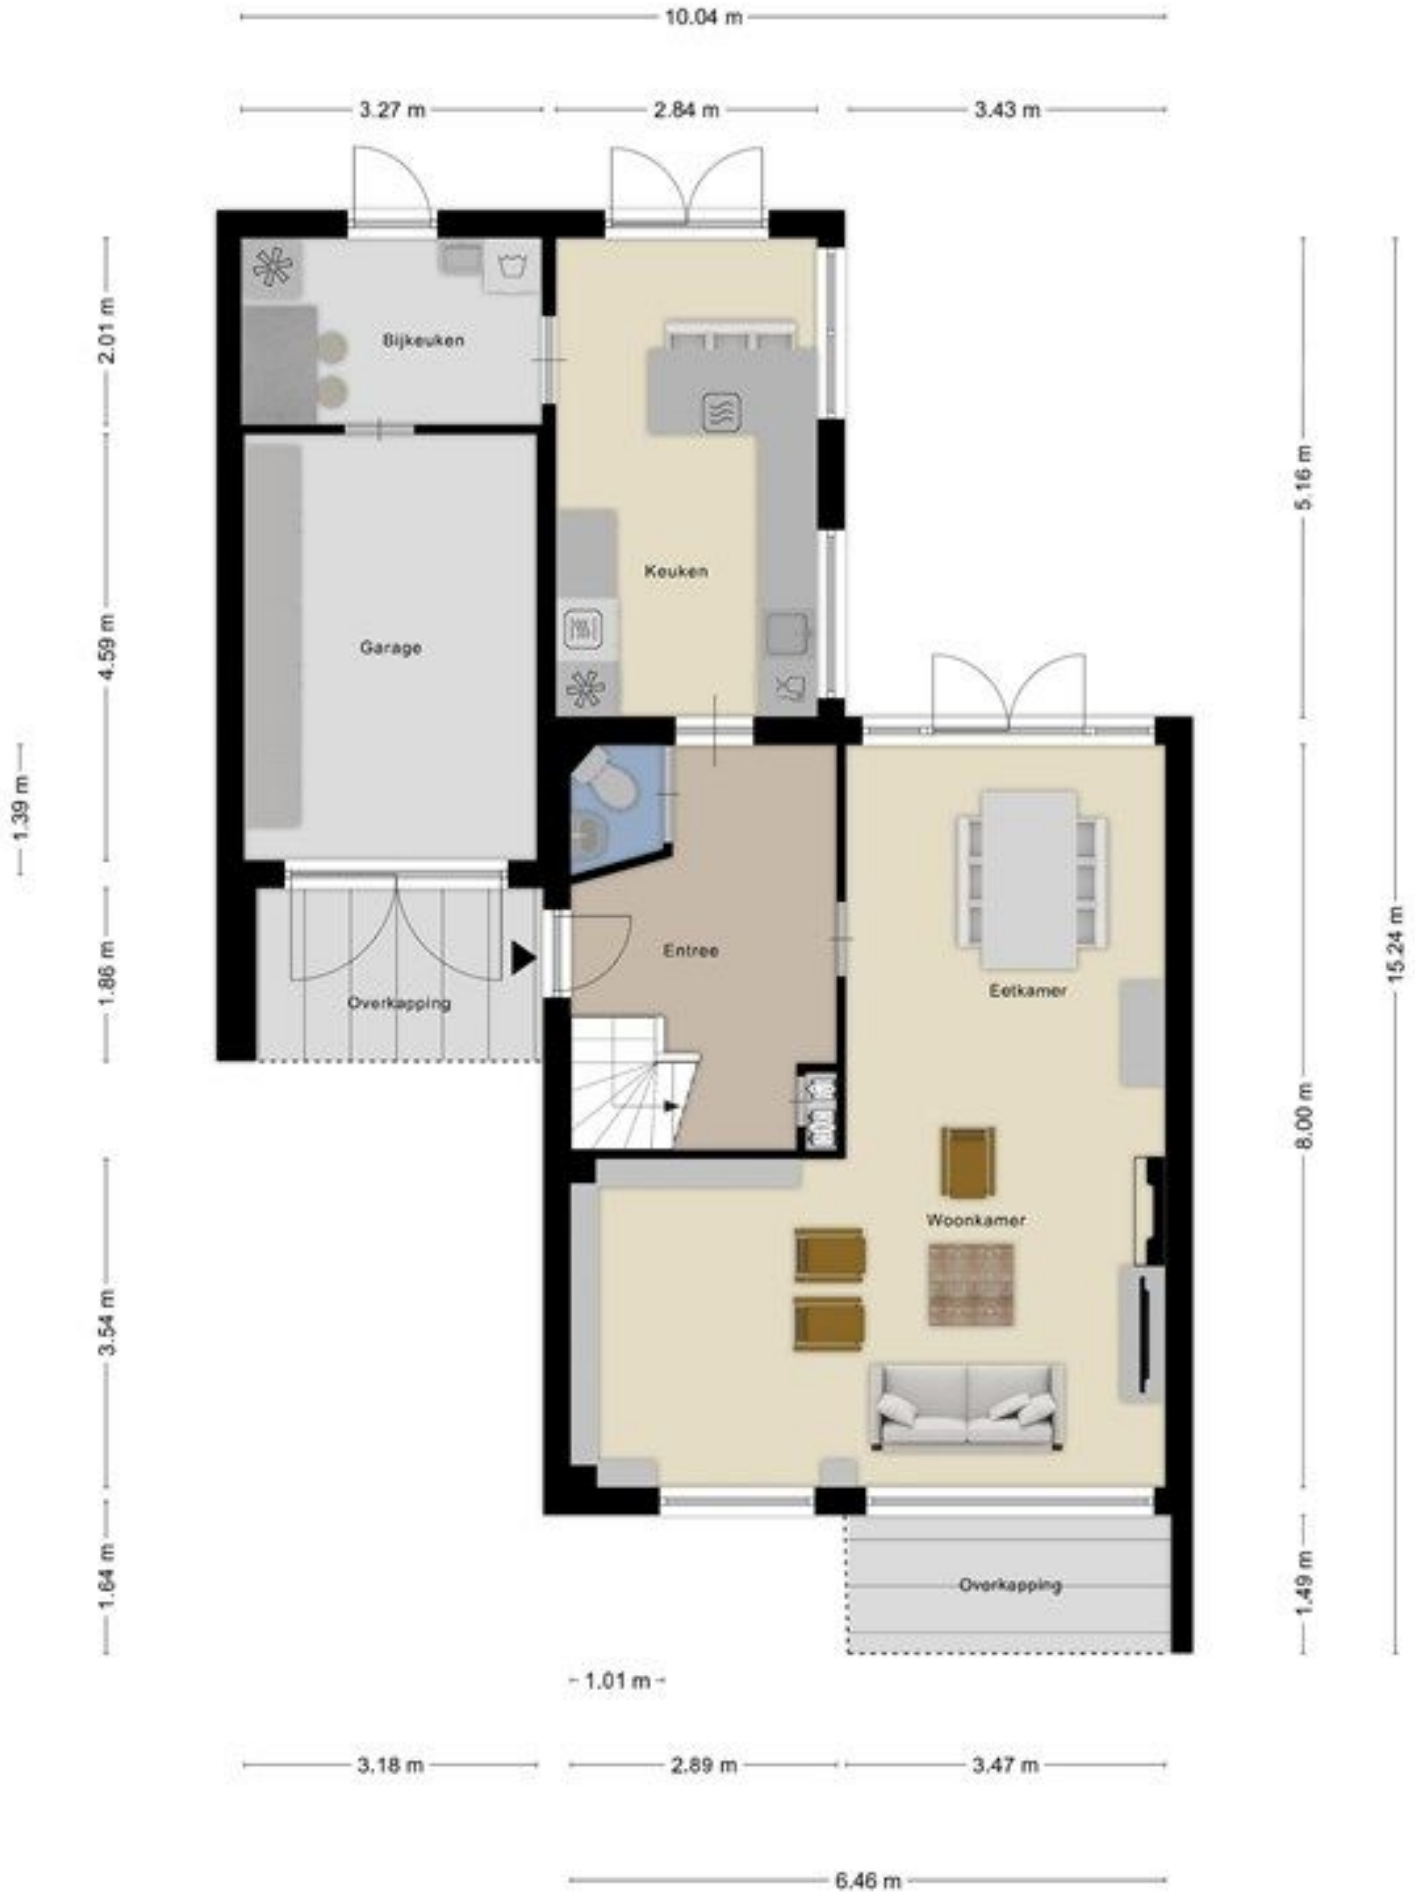 10.04 m
3.27 m
2.84 m
3.43 m
2.01 m
Bijkeuken
5.16 m
Keuken
4.59 m
Garage
1.39 m
15.24 m
1.86 m
Entree
Eetkamer
Overkapping
8.00 m
Woonkamer
3.54 m
1.64 m
Overkapping
1.49 m
1.01 m
3.18 m
2.89 m
3.47 m
6.46 m